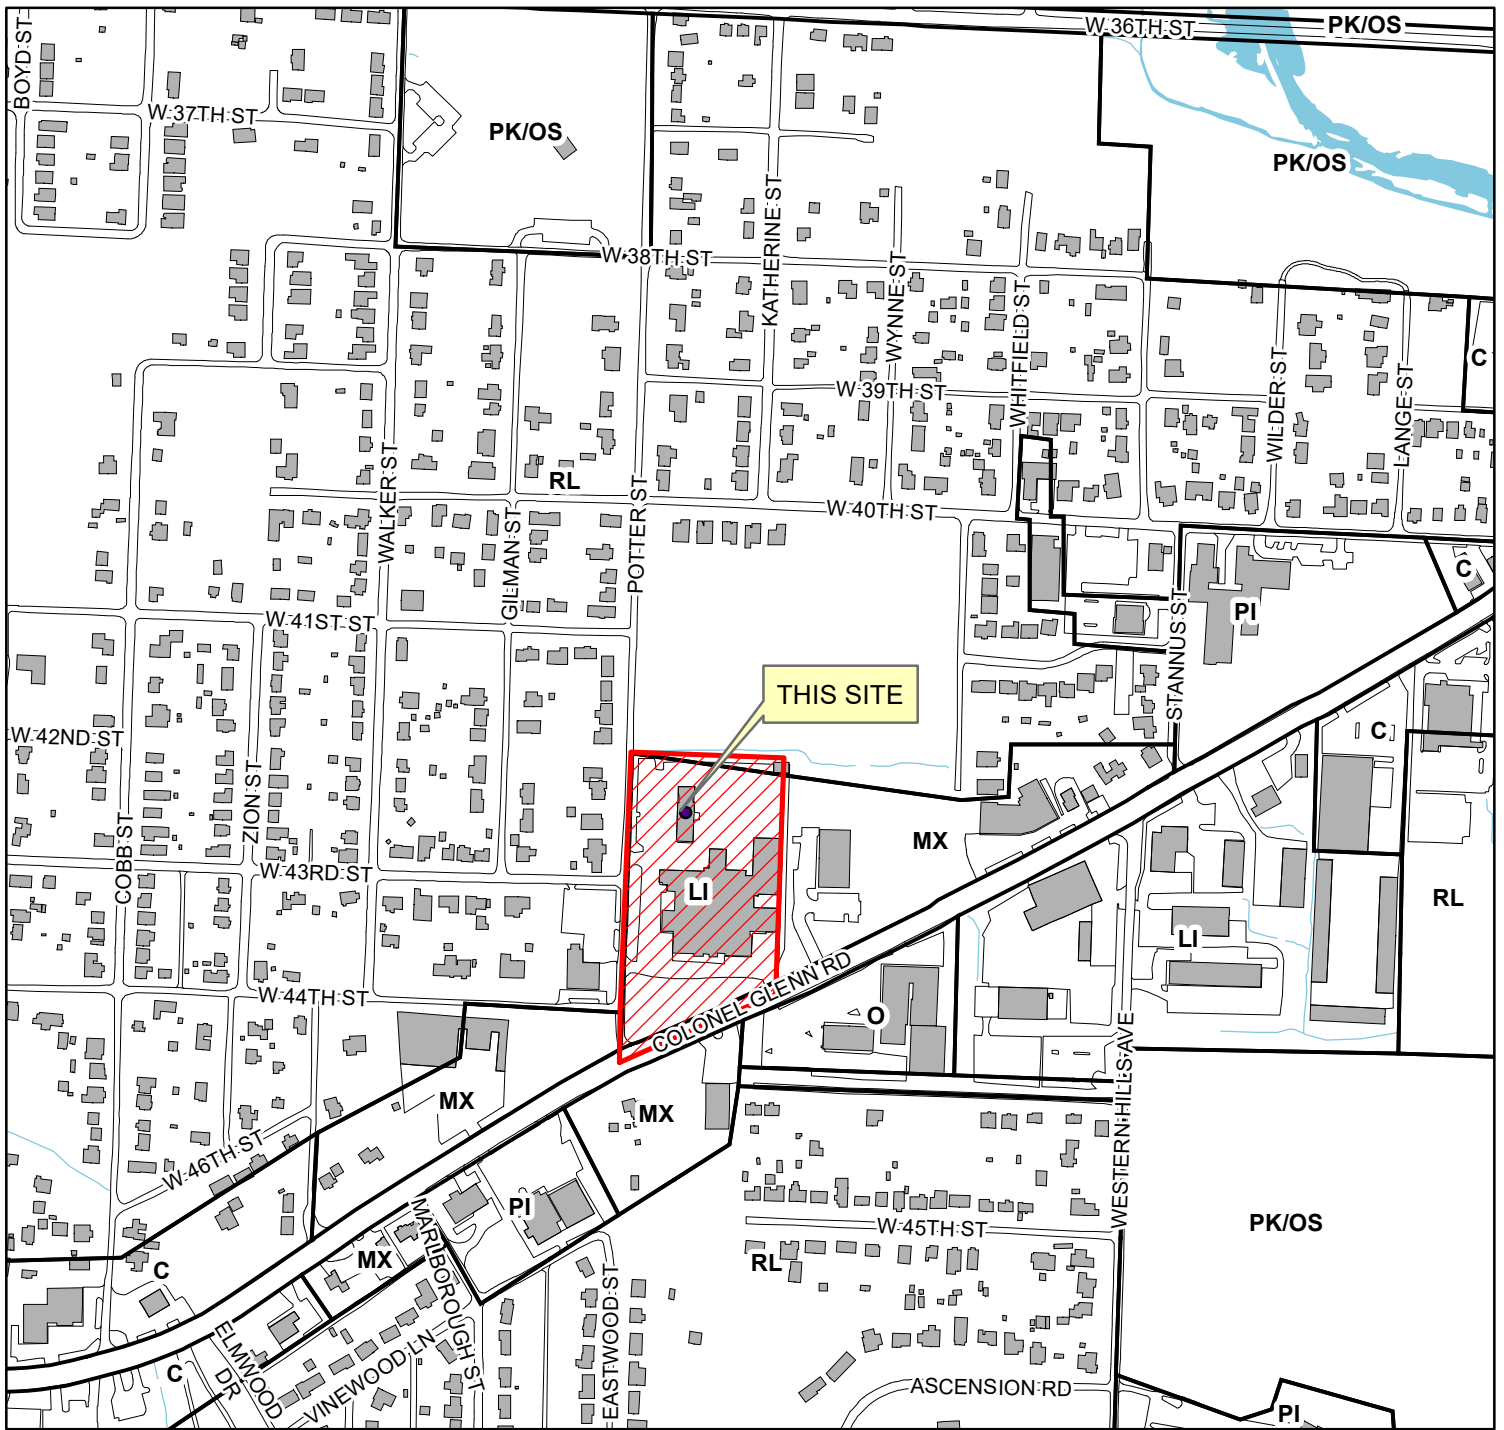 W 36TH ST
PK/OS
BOYD ST
W 37TH ST
PK/OS
PK/OS
KATHERINE ST
W 38TH ST
WYNNE ST
WHITFIELD ST
WILDER ST
LANGE ST
C
W 39TH ST
WALKER ST
RL
POTTER ST
GILMAN ST
W 40TH ST
C
W 41ST ST
STANNUS ST
PI
THIS SITE
W 42ND ST
C
ZION ST
COBB ST
MX
W 43RD ST
LI
RL
LI
W 44TH ST
COLONEL GLENN RD
O
WESTERN HILLS AVE
MX
MX
W 46TH ST
PI
MARLBOROUGH ST
W 45TH ST
PK/OS
MX
RL
C
EASTWOOD ST
ELMWOOD
DR
C
VINEWOOD LN
ASCENSION RD
PI